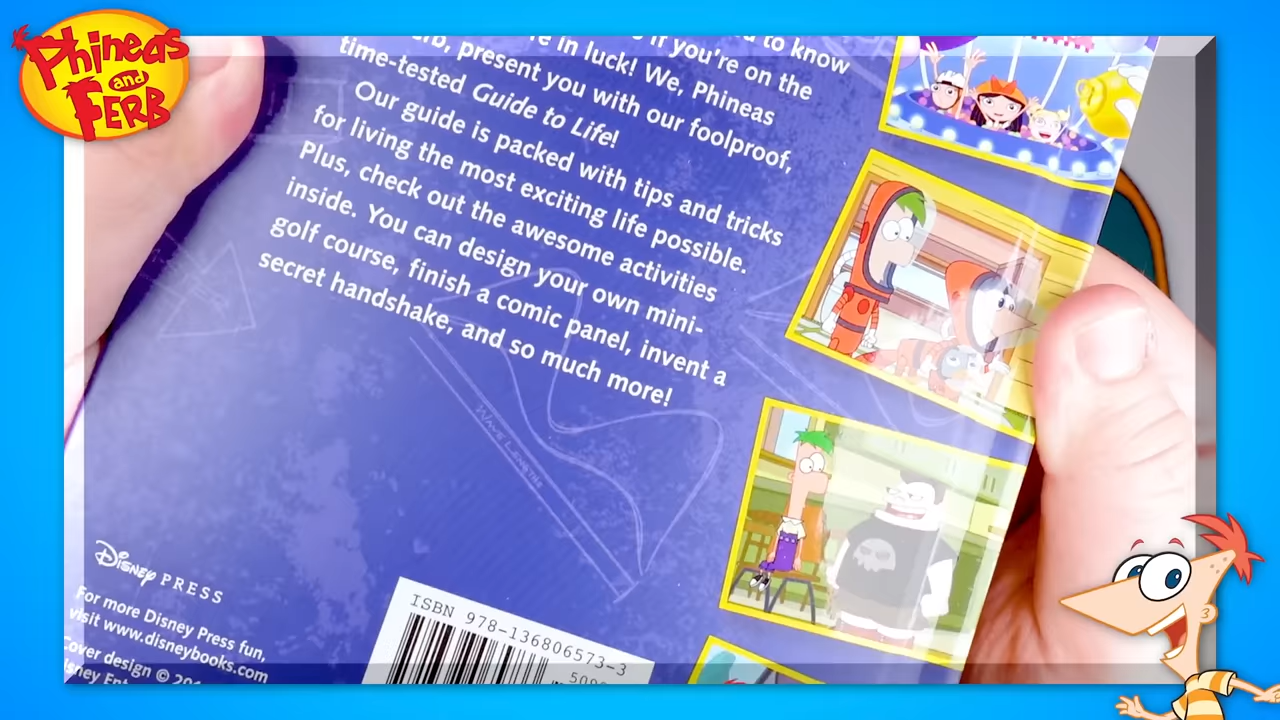 Phineas
and
Ferb
to know
if you're on the
in luck! We, Phineas
present you with our foolproof,
time-tested Guide to Life!
Our guide is packed with tips and tricks
for living the most exciting life possible.
Plus, check out the awesome activities
inside. You can design your own mini-
golf course, finish a comic panel, invent a
secret handshake, and so much more!
WAVE LENGTHS
Disney PRESS
For more Disney Press fun,
visit www.disneybooks.com
design ©
ISBN 978-136806573-3